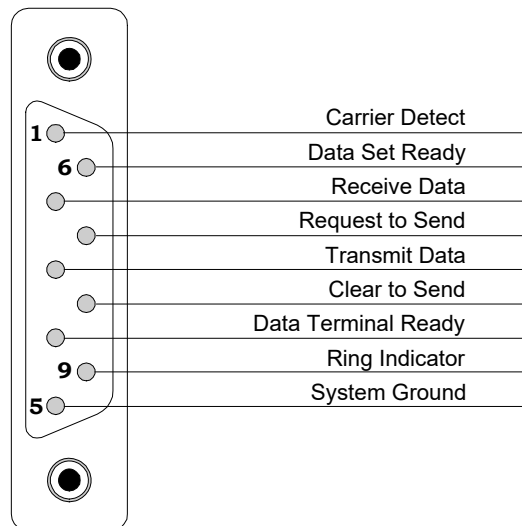 1 Carrier Detect
6 Data Set Ready
Receive Data
Request to Send
Transmit Data
Clear to Send
Data Terminal Ready
9 Ring Indicator
5 System Ground